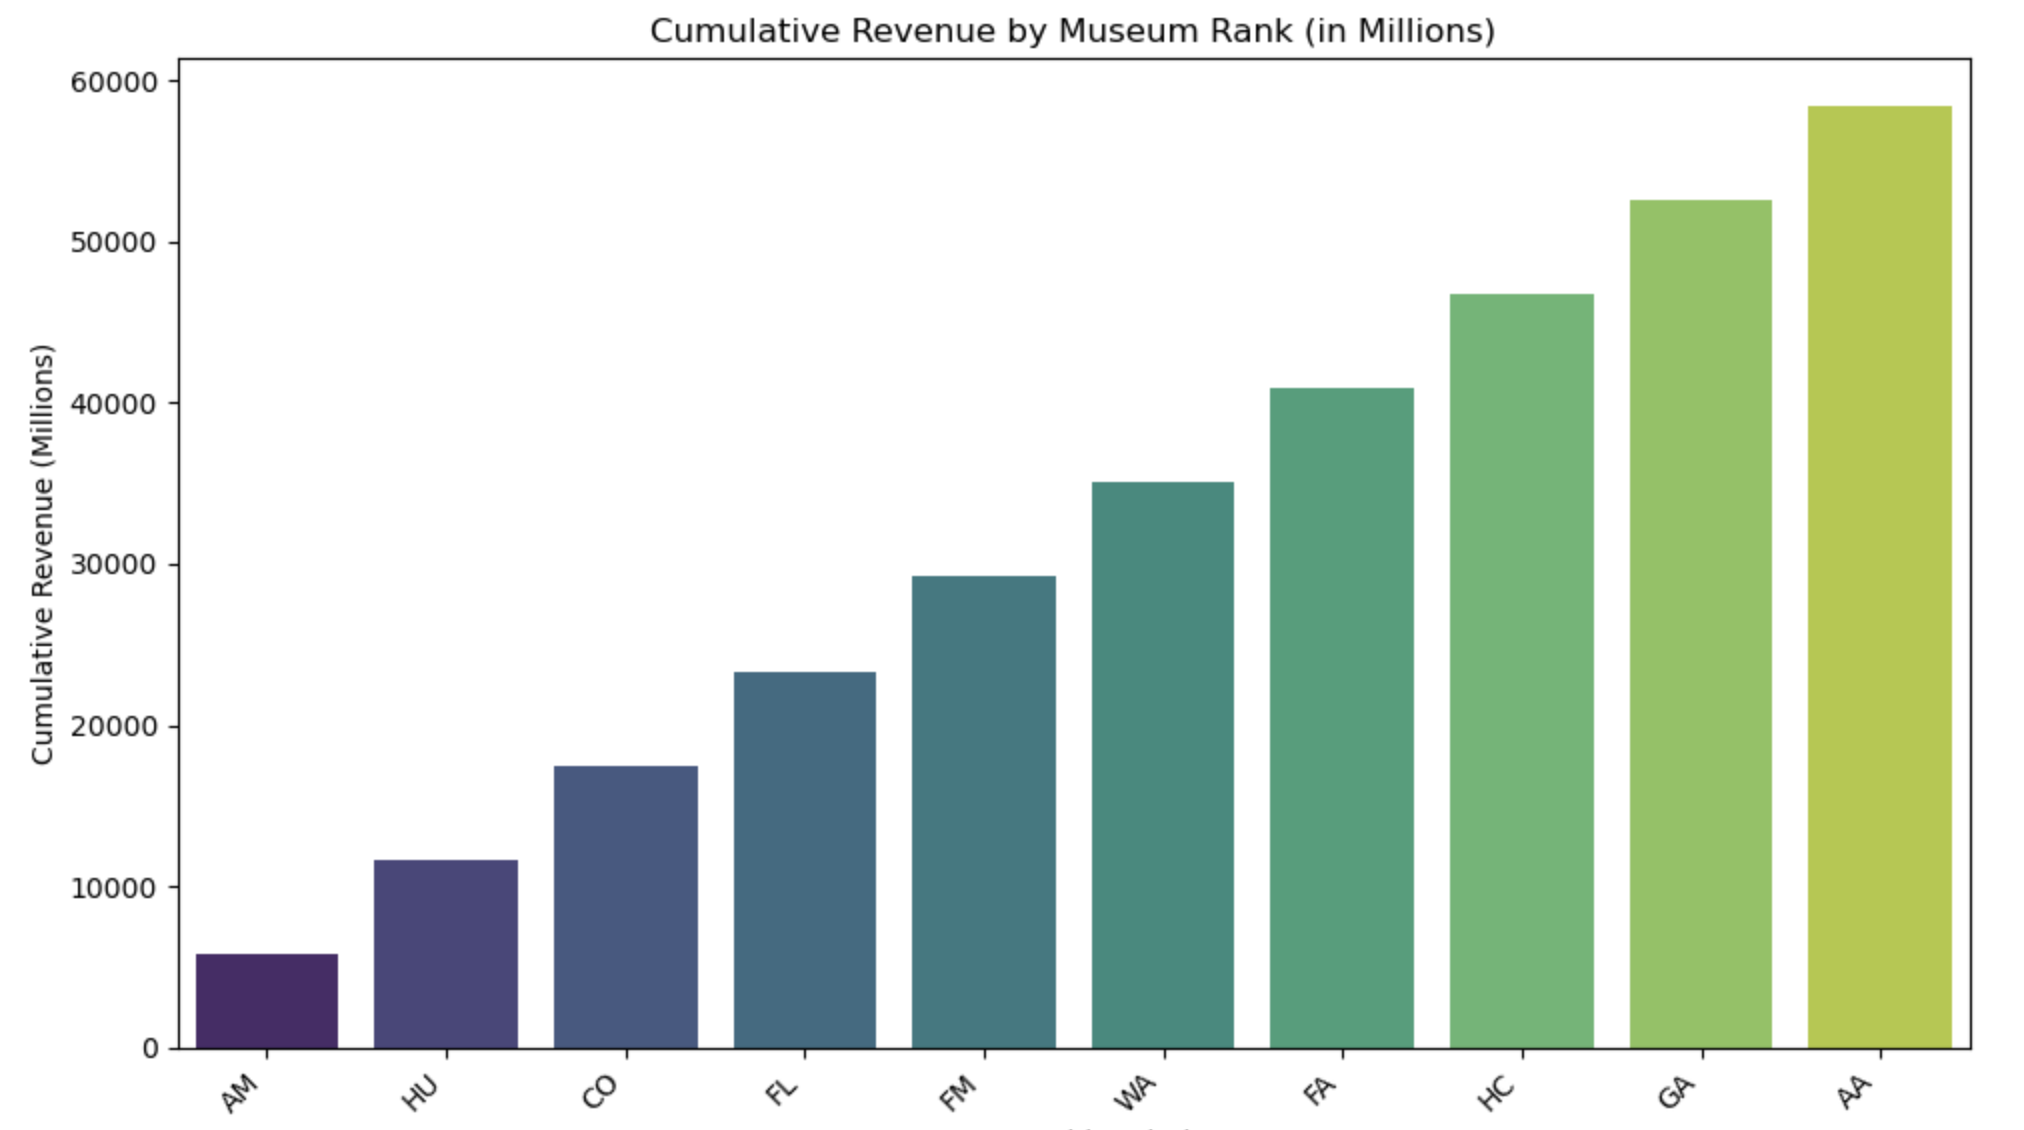 Cumulative Revenue by Museum Rank (in Millions)
Cumulative Revenue (Millions)
60000
50000
40000
30000
20000
10000
0
AM HU CO FL FM WA FA HC GA AA